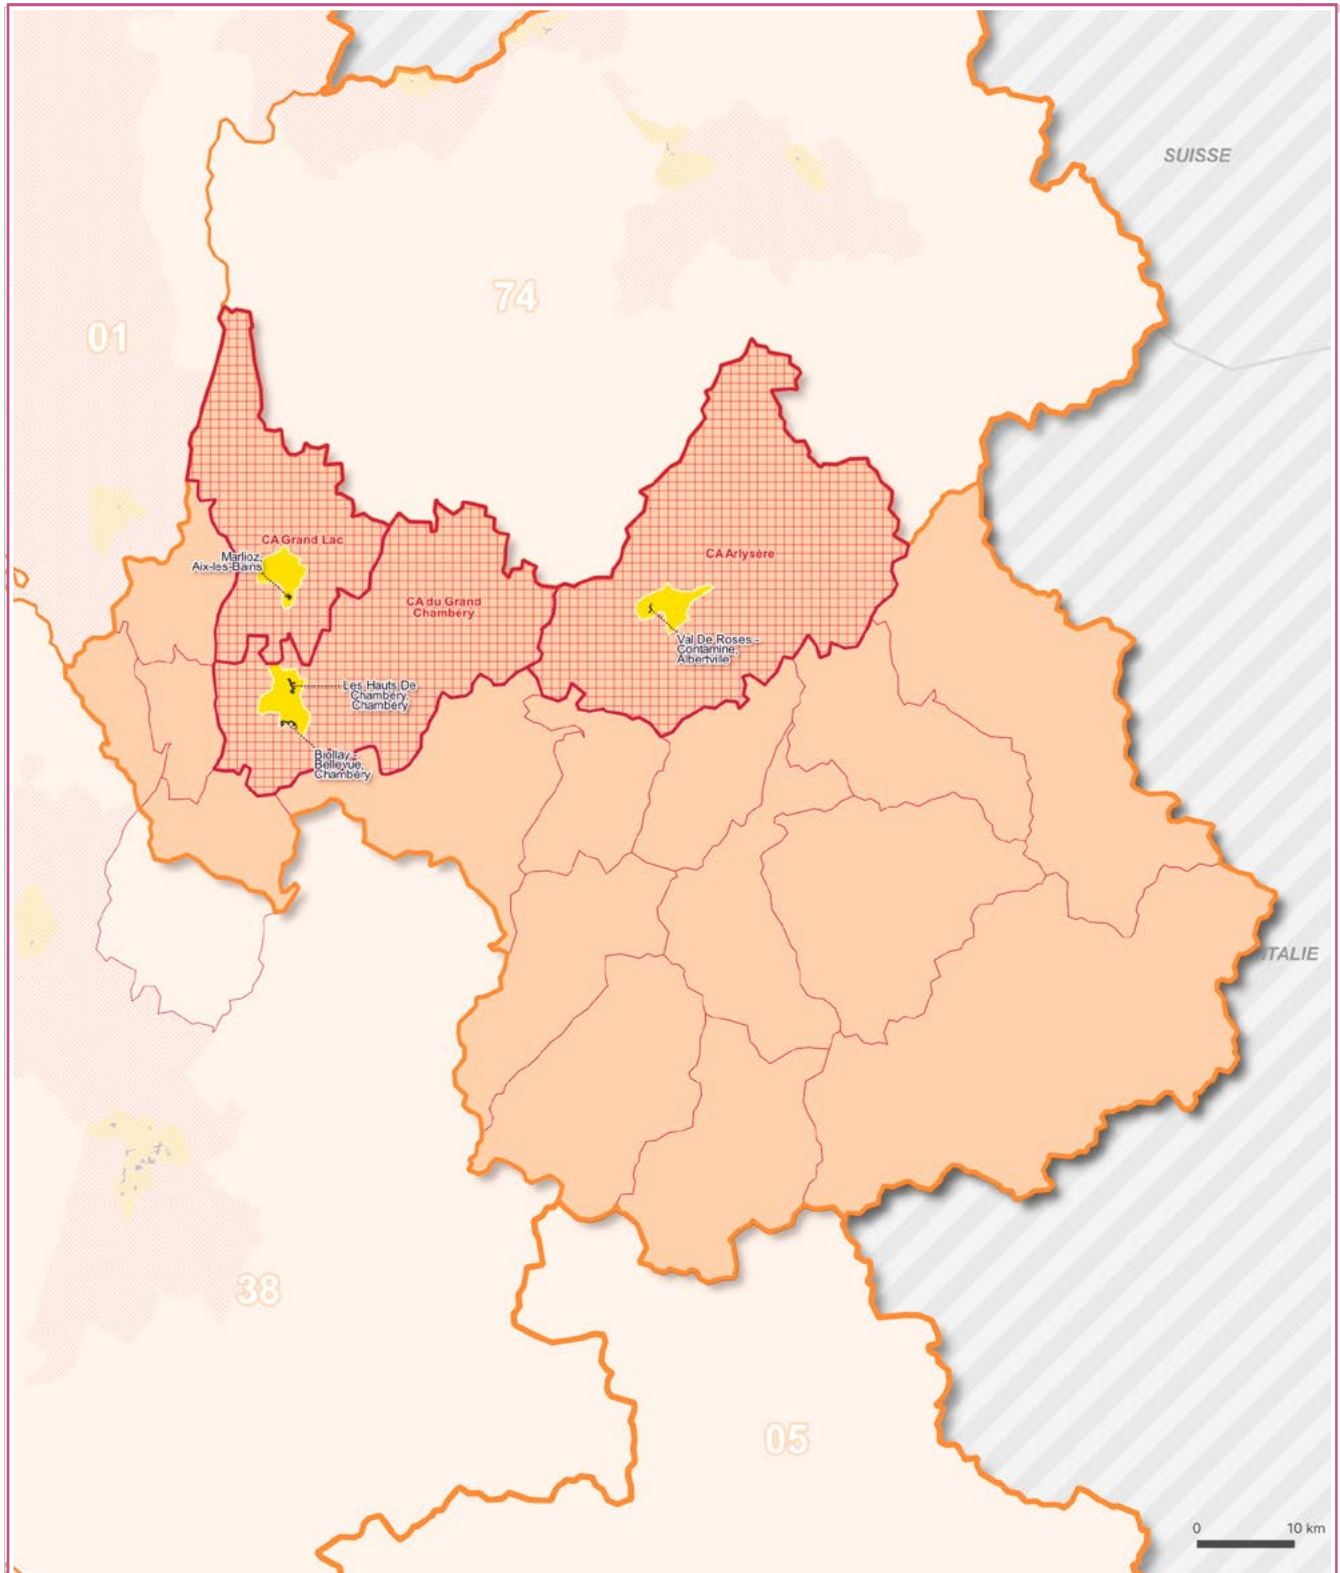 SUISSE
74
01
CA Grand Lac
Marlioz,
Aix-les-Bains
CA Arlysère
CA du Grand
Chambéry
Val De Roses -
Contamine,
Albertville
Les Hauts De
Chambéry,
Chambéry
Biollay -
Bellevue,
Chambéry
ITALIE
38
05
0 10 km